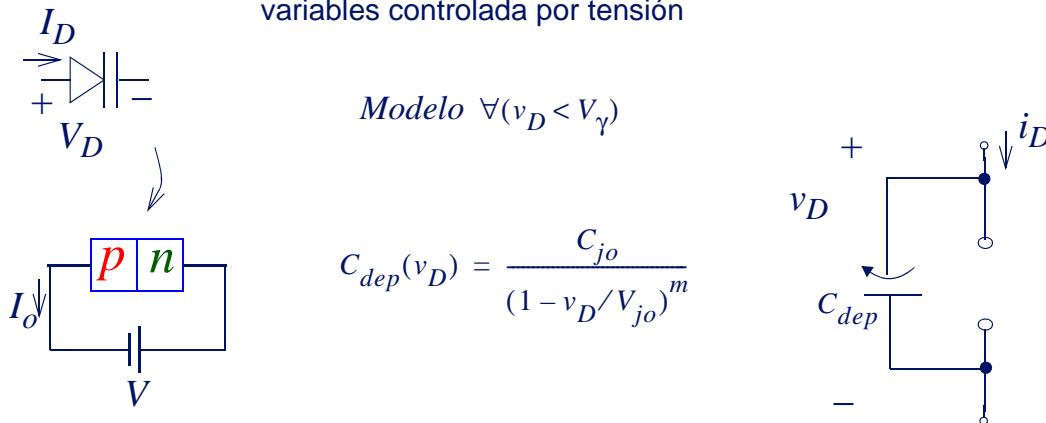 variables controlada por tensión
I_D
+ −
V_D
Modelo ∀(v_D < V_γ)
p n
I_o
V
C_dep(v_D) = C_jo / (1 – v_D/V_jo)^m
+
i_D
v_D
C_dep
−